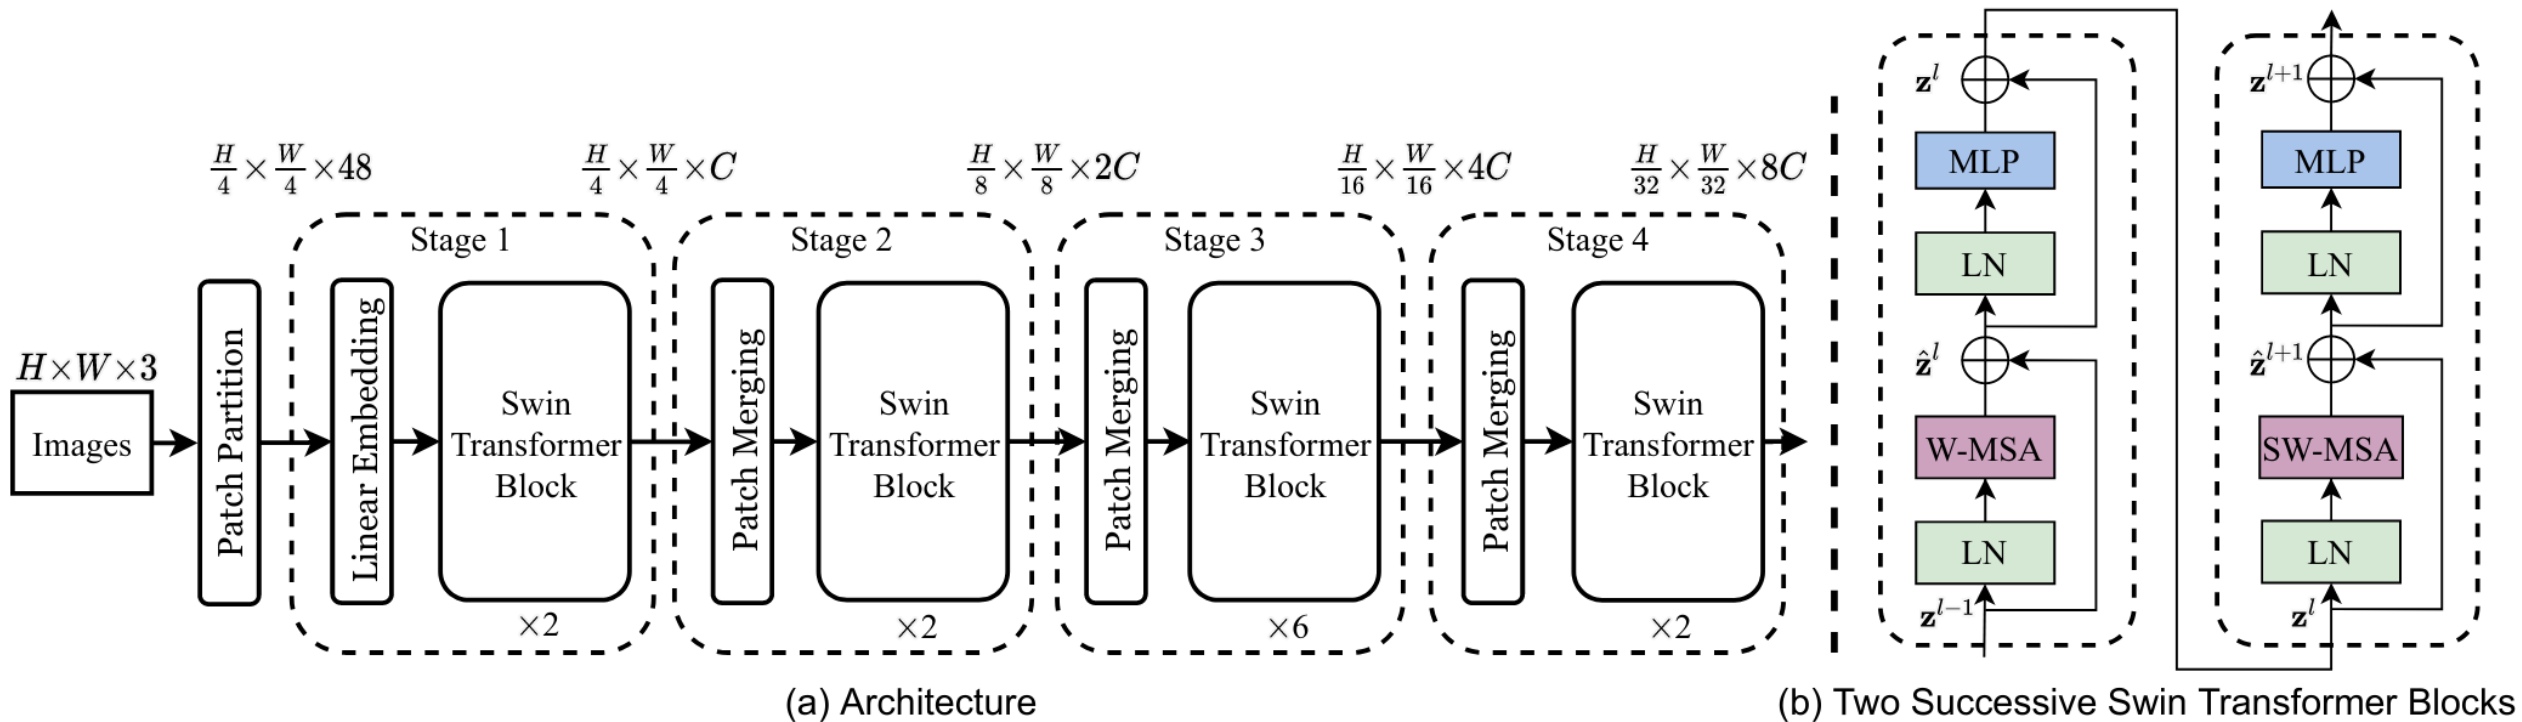 H/4 × W/4 × 48
H/4 × W/4 × C
H/8 × W/8 × 2C
H/16 × W/16 × 4C
H/32 × W/32 × 8C
H × W × 3
Images
Patch Partition
Stage 1
Linear Embedding
Swin
Transformer
Block
×2
Stage 2
Patch Merging
Swin
Transformer
Block
×2
Stage 3
Patch Merging
Swin
Transformer
Block
×6
Stage 4
Patch Merging
Swin
Transformer
Block
×2
(a) Architecture
z^l
MLP
LN
ẑ^l
W-MSA
LN
z^{l-1}
z^{l+1}
MLP
LN
ẑ^{l+1}
SW-MSA
LN
z^l
(b) Two Successive Swin Transformer Blocks